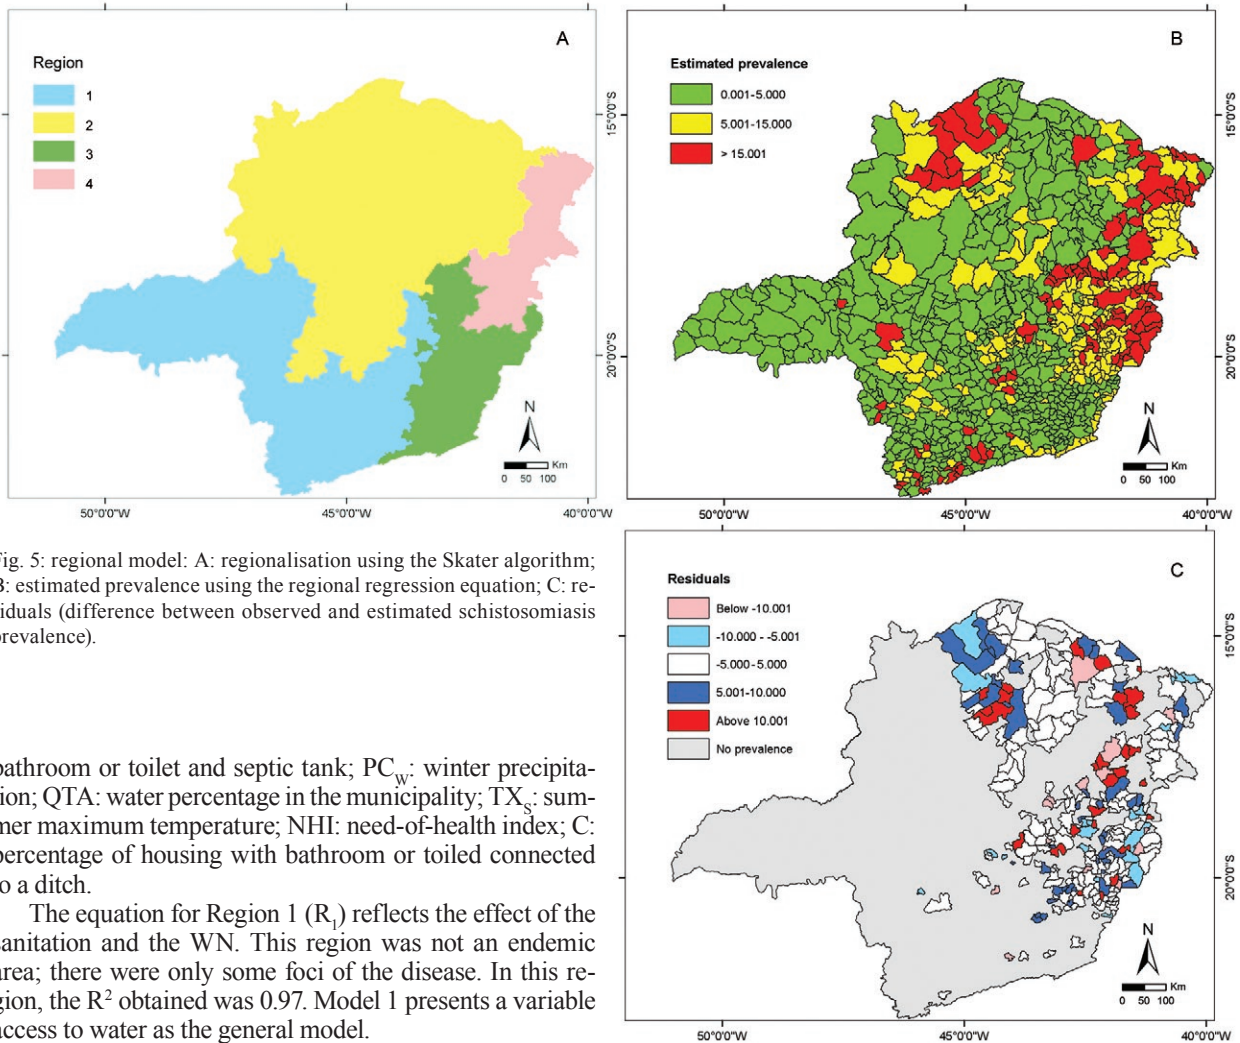 A
Region
1
2
3
4
N
0 50 100 Km
50°0'0"W 45°0'0"W 40°0'0"W
B
Estimated prevalence
0.001-5.000
5.001-15.000
> 15.001
15°0'0"S
20°0'0"S
N
0 50 100 Km
50°0'0"W 45°0'0"W 40°0'0"W
Fig. 5: regional model: A: regionalisation using the Skater algorithm;
B: estimated prevalence using the regional regression equation; C: re-
siduals (difference between observed and estimated schistosomiasis
prevalence).
C
Residuals
Below -10.001
-10.000 - -5.001
-5.000-5.000
5.001-10.000
Above 10.001
No prevalence
15°0'0"S
20°0'0"S
N
0 50 100 Km
50°0'0"W 45°0'0"W 40°0'0"W
bathroom or toilet and septic tank; PC_W: winter precipita-
tion; QTA: water percentage in the municipality; TX_S: sum-
mer maximum temperature; NHI: need-of-health index; C:
percentage of housing with bathroom or toiled connected
to a ditch.
The equation for Region 1 (R₁) reflects the effect of the
sanitation and the WN. This region was not an endemic
area; there were only some foci of the disease. In this re-
gion, the R² obtained was 0.97. Model 1 presents a variable
access to water as the general model.